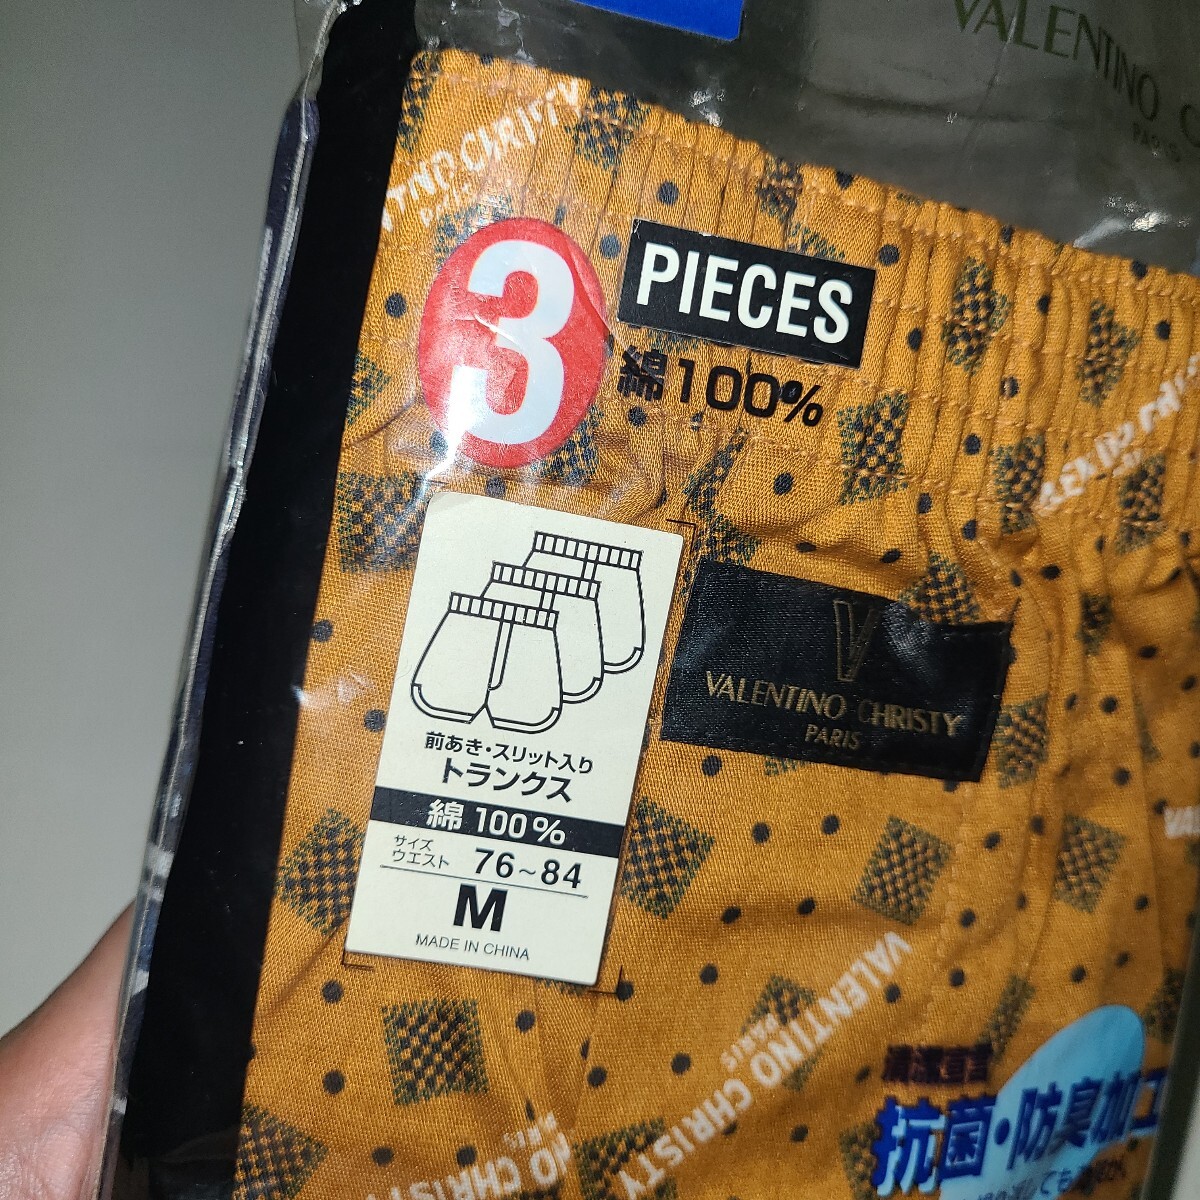 VALENTINO C
PARIS
CHRISTY
3
PIECES
綿100%
前あき・スリット入り
トランクス
綿 100%
サイズ
ウエスト 76～84
M
MADE IN CHINA
VALENTINO CHRISTY
PARIS
VALENTINO CHRISTY
PARIS
NO CHRISTY
清潔宣言
抗菌・防臭加工